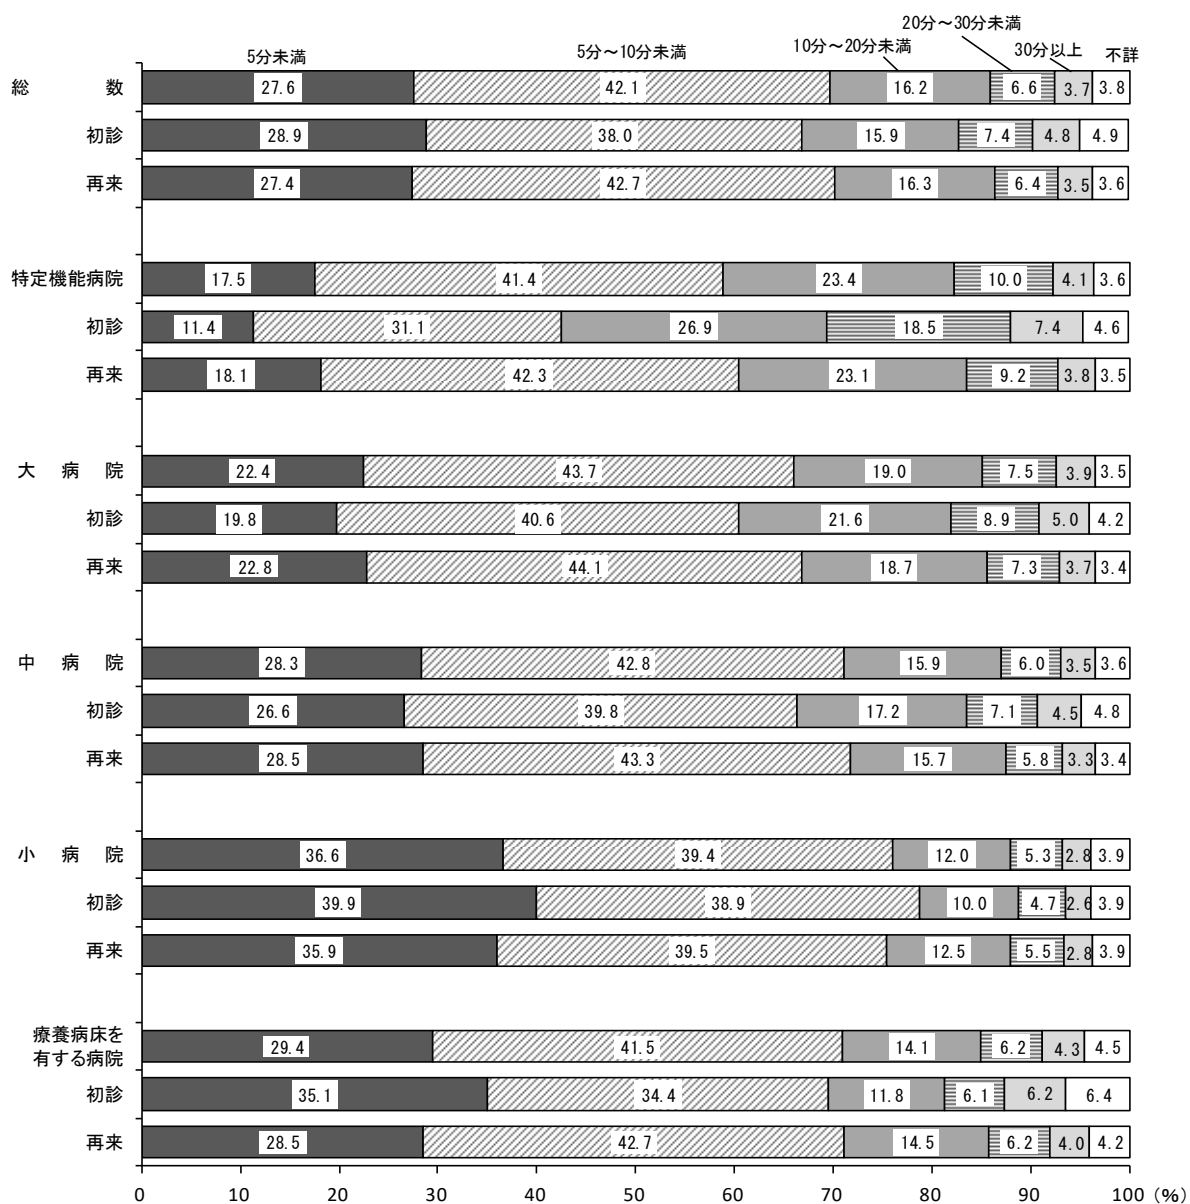 5分未満 5分～10分未満 10分～20分未満 20分～30分未満 30分以上 不詳
総数 27.6 42.1 16.2 6.6 3.7 3.8
初診 28.9 38.0 15.9 7.4 4.8 4.9
再来 27.4 42.7 16.3 6.4 3.5 3.6
特定機能病院 17.5 41.4 23.4 10.0 4.1 3.6
初診 11.4 31.1 26.9 18.5 7.4 4.6
再来 18.1 42.3 23.1 9.2 3.8 3.5
大病院 22.4 43.7 19.0 7.5 3.9 3.5
初診 19.8 40.6 21.6 8.9 5.0 4.2
再来 22.8 44.1 18.7 7.3 3.7 3.4
中病院 28.3 42.8 15.9 6.0 3.5 3.6
初診 26.6 39.8 17.2 7.1 4.5 4.8
再来 28.5 43.3 15.7 5.8 3.3 3.4
小病院 36.6 39.4 12.0 5.3 2.8 3.9
初診 39.9 38.9 10.0 4.7 2.6 3.9
再来 35.9 39.5 12.5 5.5 2.8 3.9
療養病床を
有する病院 29.4 41.5 14.1 6.2 4.3 4.5
初診 35.1 34.4 11.8 6.1 6.2 6.4
再来 28.5 42.7 14.5 6.2 4.0 4.2
0 10 20 30 40 50 60 70 80 90 100 (%)